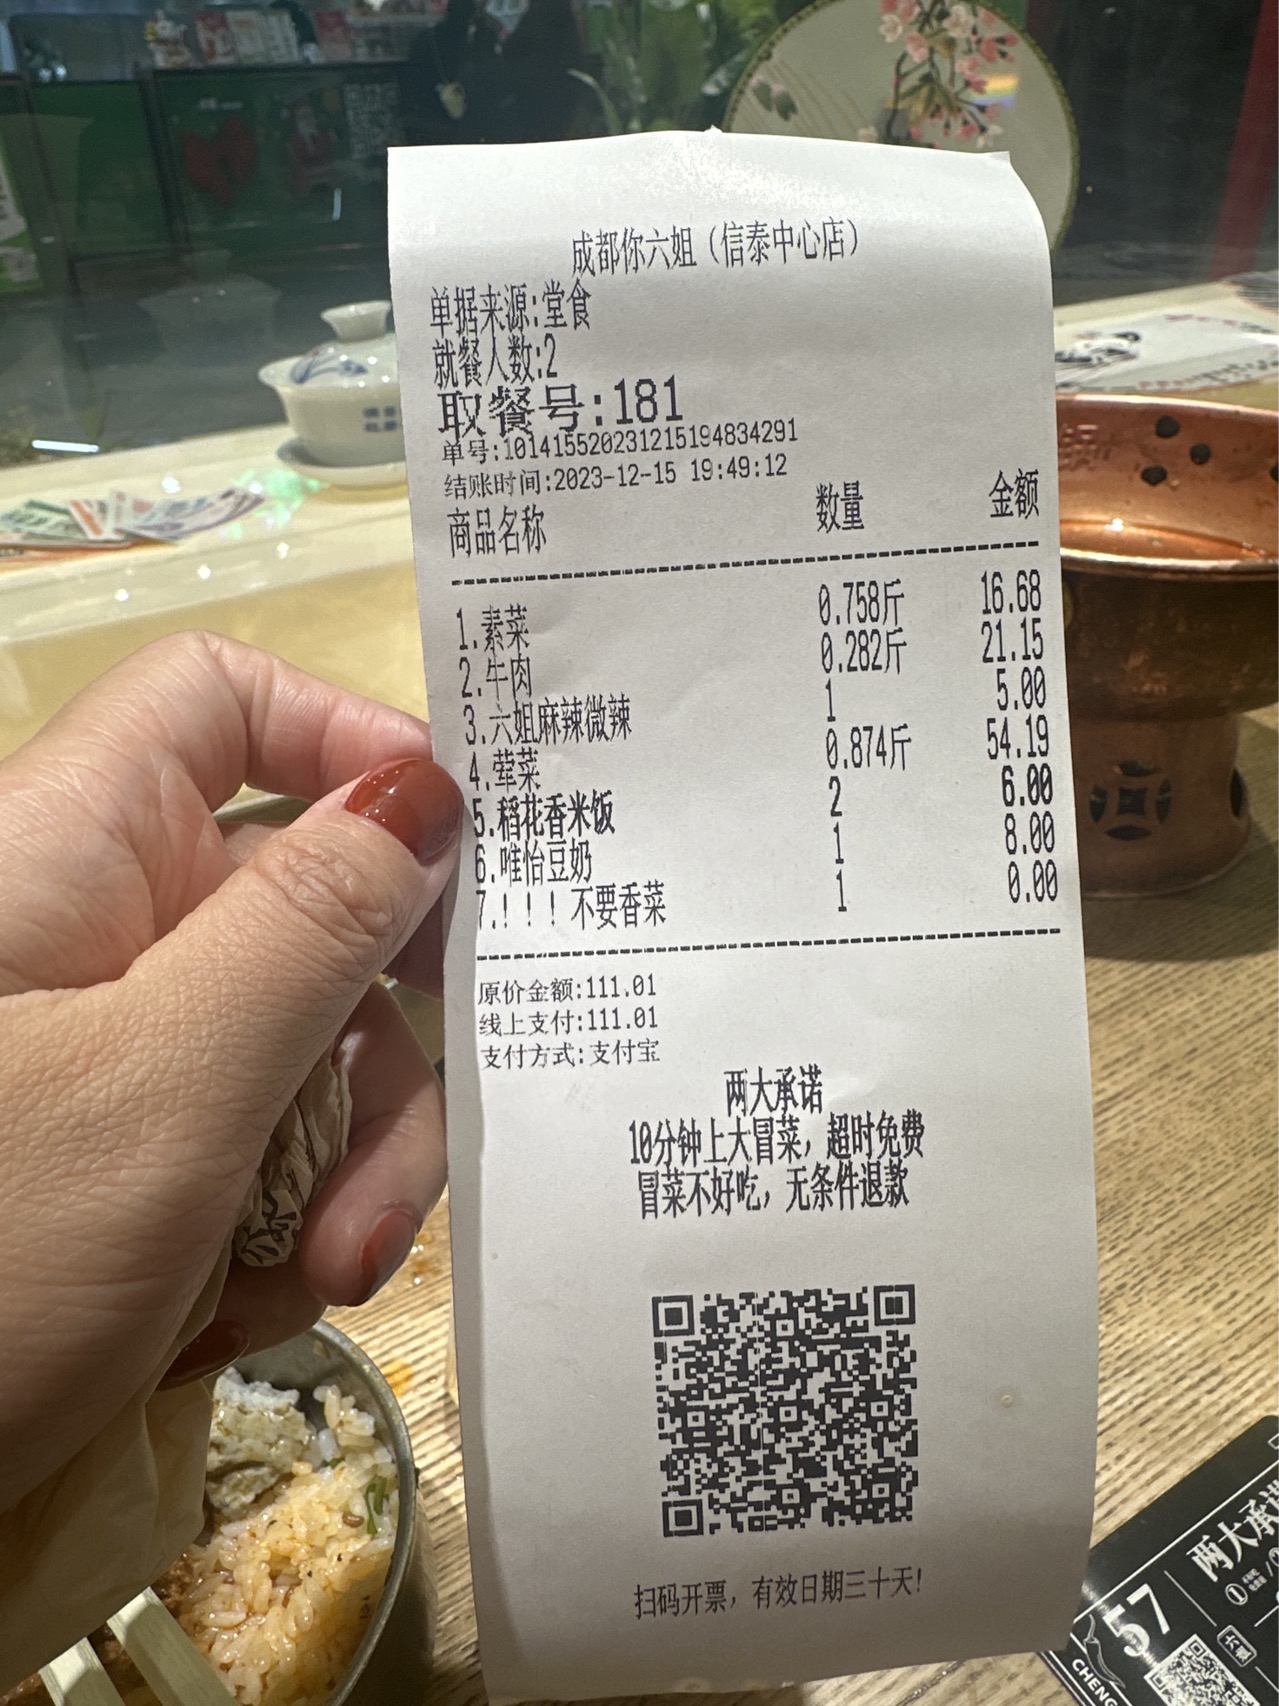 成都你六姐（信泰中心店）
单据来源:堂食
就餐人数:2
取餐号:181
单号:101415520231215194834291
结账时间:2023-12-15 19:49:12
商品名称 数量 金额
1.素菜 0.758斤 16.68
2.牛肉 0.282斤 21.15
3.六姐麻辣微辣 1 5.00
4.荤菜 0.874斤 54.19
5.稻花香米饭 2 6.00
6.唯怡豆奶 1 8.00
7.！！！不要香菜 1 0.00
原价金额:111.01
线上支付:111.01
支付方式:支付宝
两大承诺
10分钟上大冒菜，超时免费
冒菜不好吃，无条件退款
扫码开票，有效日期三十天！
两大承诺
57
CHENG